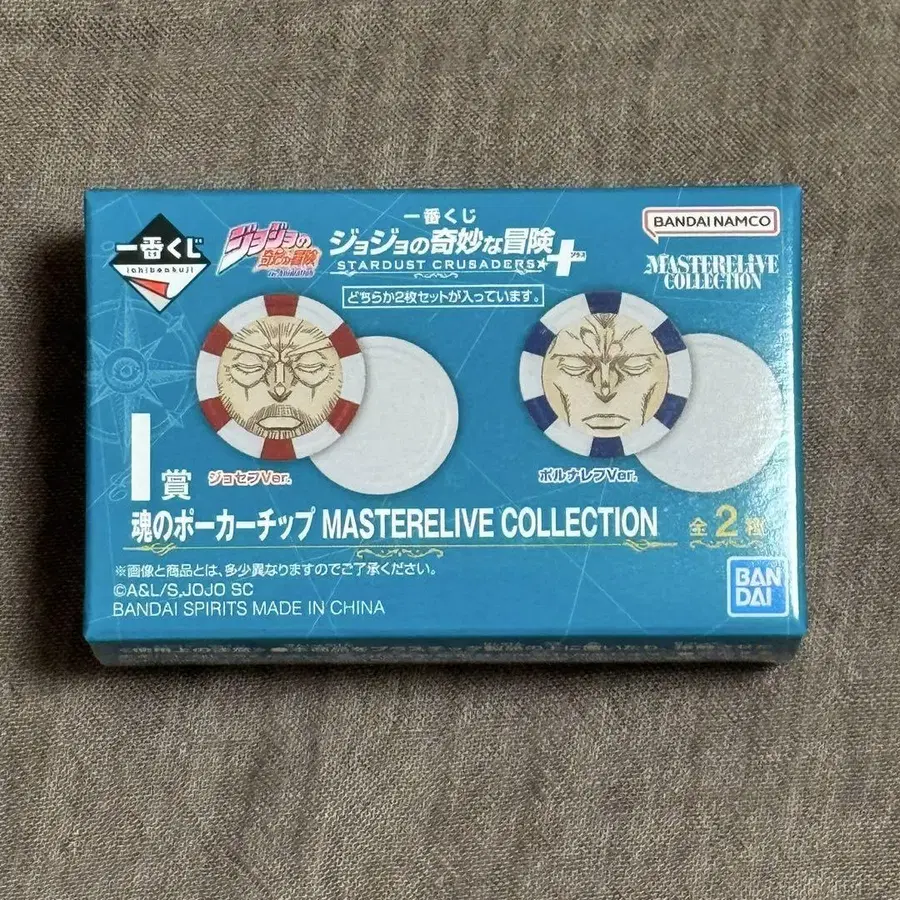 一番くじ
ichibankuji
ジョジョの
奇妙な冒険
the Animation
一番くじ
ジョジョの奇妙な冒険
STARDUST CRUSADERS★+
プラス
どちらか2枚セットが入っています。
BANDAI NAMCO
MASTERELIVE
COLLECTION
I賞
ジョセフVer.
ポルナレフVer.
魂のポーカーチップ MASTERELIVE COLLECTION
全2種
※画像と商品とは、多少異なりますのでご了承ください。
©A&L/S,JOJO SC
BANDAI SPIRITS MADE IN CHINA
BAN
DAI